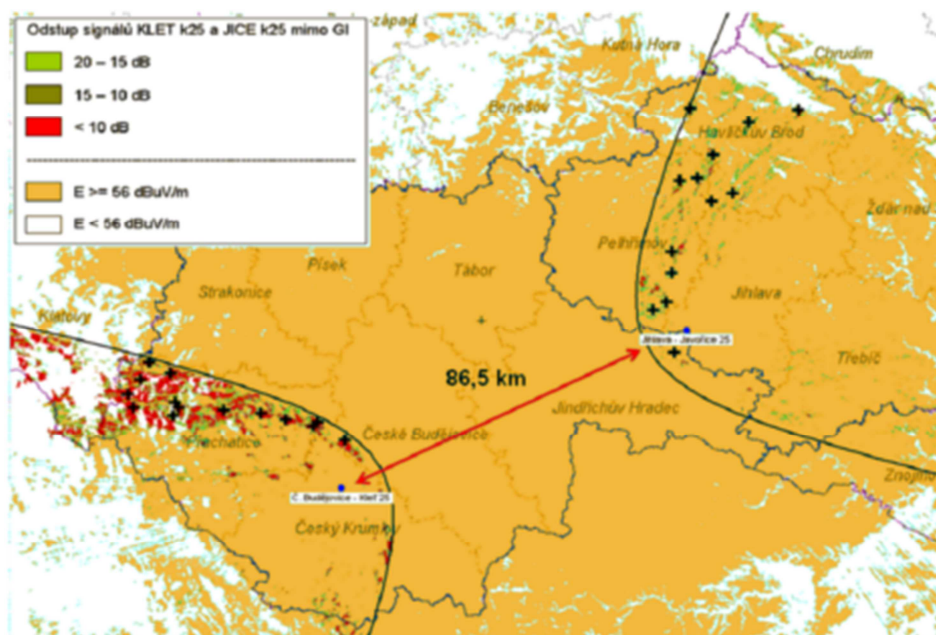 Odstup signálů KLET k25 a JICE k25 mimo GI
20 – 15 dB
15 – 10 dB
< 10 dB
E >= 56 dBuV/m
E < 56 dBuV/m
-západ
Kutná Hora
Chrudim
Benešov
Havlíčkův Brod
Žďár nad
Pelhřimov
Písek
Tábor
Strakonice
Jihlava
Klatovy
Jihlava - Javořice 25
Třebíč
86,5 km
Jindřichův Hradec
České Budějovice
Prachatice
Znojmo
Č. Budějovice - Kleť 25
Český Krumlov